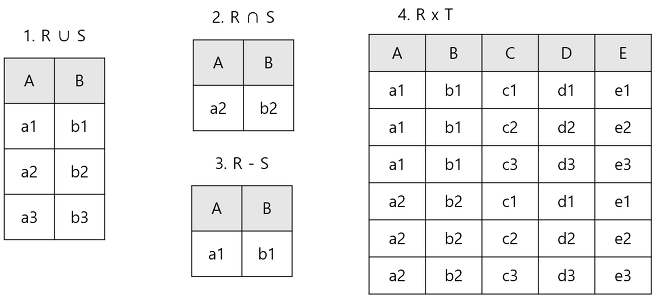 1. R ∪ S
A B
a1 b1
a2 b2
a3 b3
2. R ∩ S
A B
a2 b2
3. R - S
A B
a1 b1
4. R x T
A B C D E
a1 b1 c1 d1 e1
a1 b1 c2 d2 e2
a1 b1 c3 d3 e3
a2 b2 c1 d1 e1
a2 b2 c2 d2 e2
a2 b2 c3 d3 e3